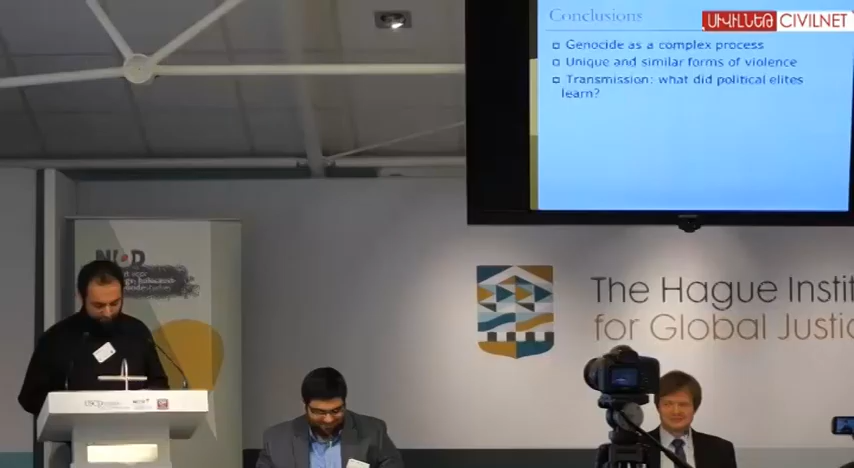 Conclusions
ՍԻՎԻԼՆԵԹ CIVILNET
Genocide as a complex process
Unique and similar forms of violence
Transmission: what did political elites
learn?
The Hague Instit
for Global Justic